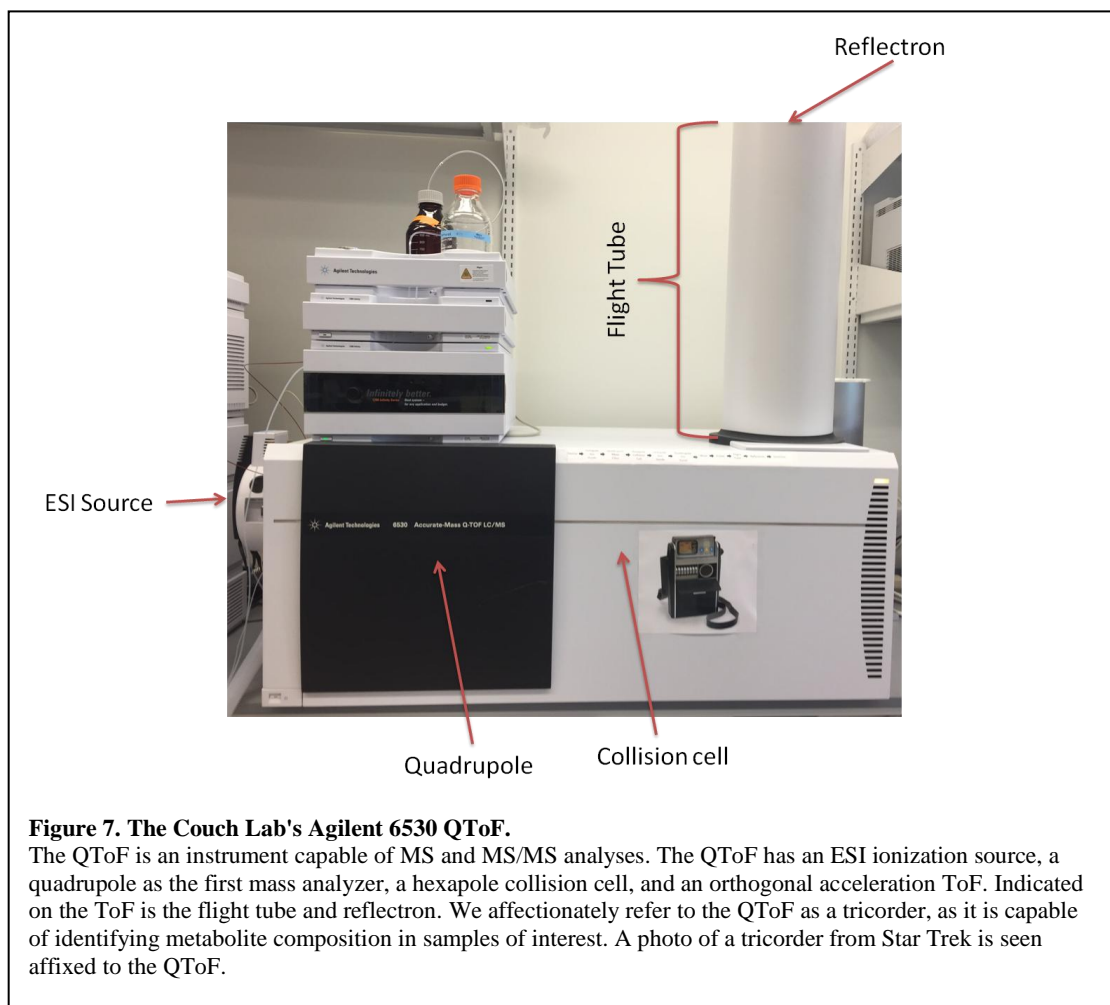 Reflectron
Flight Tube
Agilent Technologies
Infinitely better.
ESI Source
Agilent Technologies 6530 Accurate-Mass Q-TOF LC/MS
Quadrupole
Collision cell
Figure 7. The Couch Lab's Agilent 6530 QToF.
The QToF is an instrument capable of MS and MS/MS analyses. The QToF has an ESI ionization source, a
quadrupole as the first mass analyzer, a hexapole collision cell, and an orthogonal acceleration ToF. Indicated
on the ToF is the flight tube and reflectron. We affectionately refer to the QToF as a tricorder, as it is capable
of identifying metabolite composition in samples of interest. A photo of a tricorder from Star Trek is seen
affixed to the QToF.